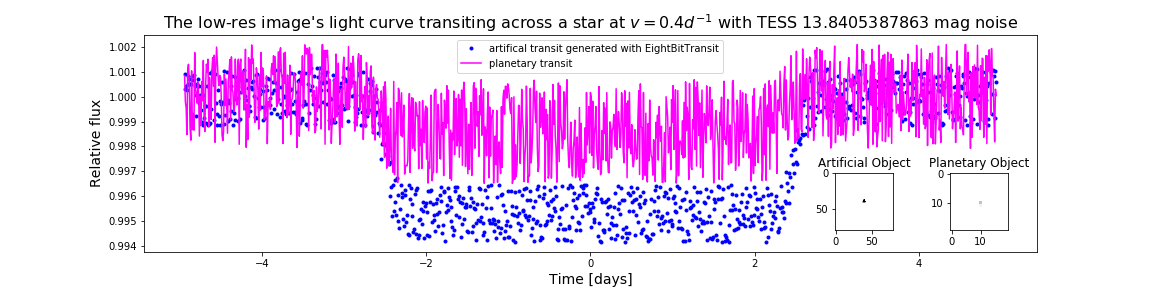 The low-res image's light curve transiting across a star at v = 0.4d⁻¹ with TESS 13.8405387863 mag noise
artifical transit generated with EightBitTransit
planetary transit
Relative flux
1.002
1.001
1.000
0.999
0.998
0.997
0.996
0.995
0.994
Artificial Object
0
50
0 50
Planetary Object
0
10
0 10
−4 −2 0 2 4
Time [days]